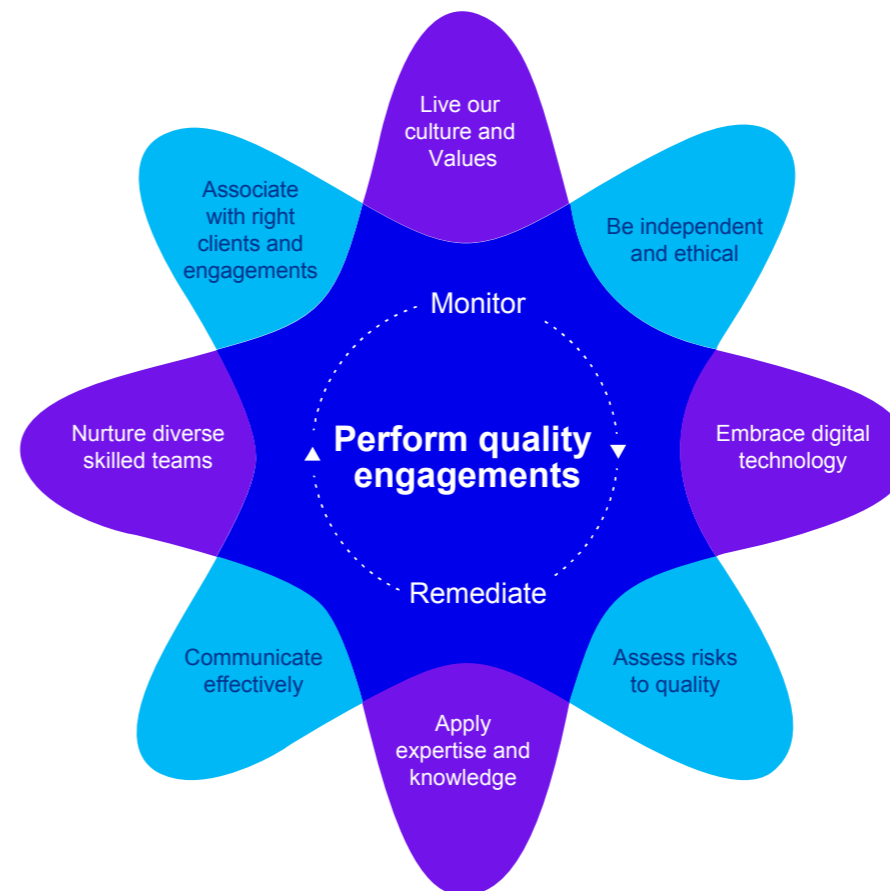 Live our
culture and
Values
Associate
with right
clients and
engagements
Be independent
and ethical
Monitor
Nurture diverse
skilled teams
Perform quality
engagements
Embrace digital
technology
Remediate
Communicate
effectively
Assess risks
to quality
Apply
expertise and
knowledge